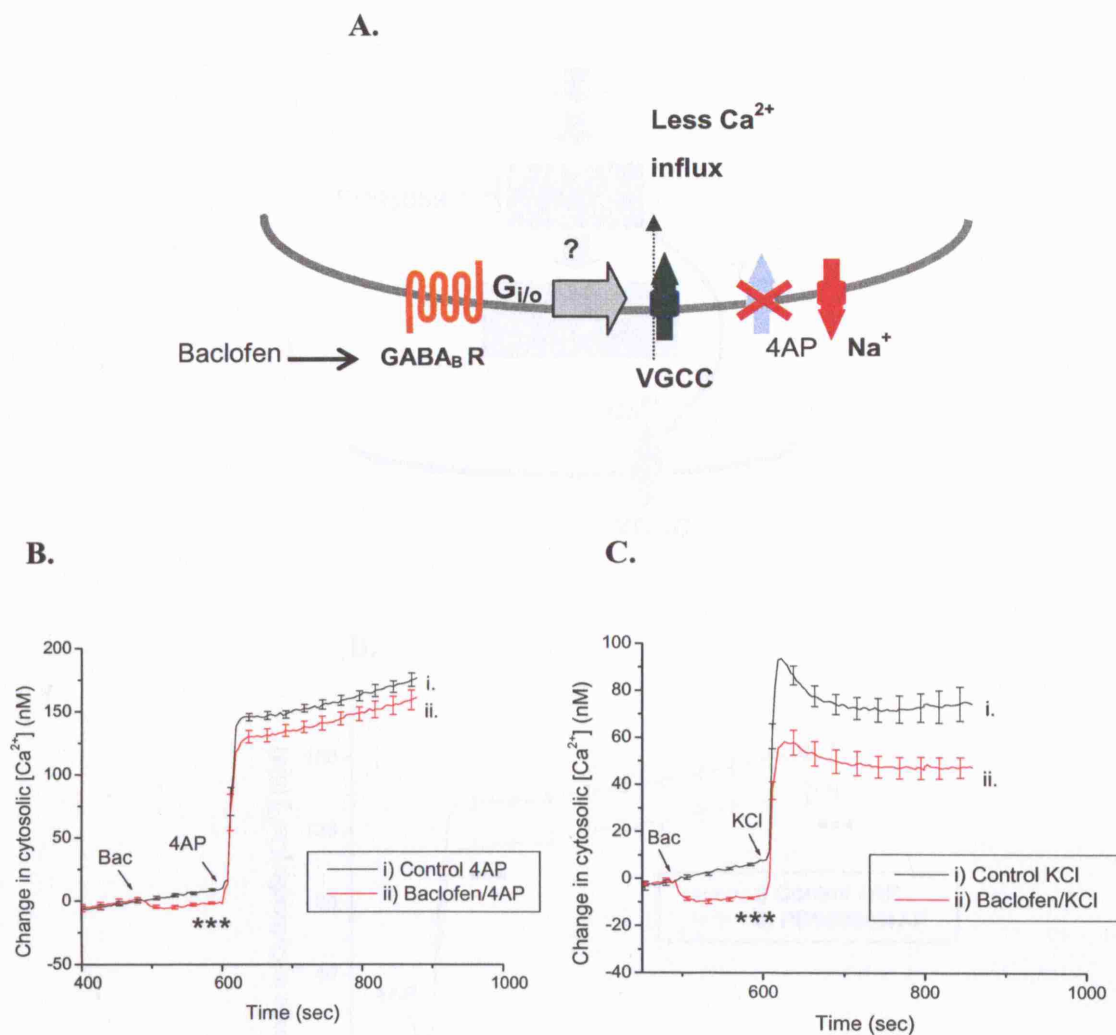 A.
Less Ca²⁺
influx
?
G i/o
Baclofen
GABA B R
VGCC
4AP
Na⁺
B.
Change in cytosolic [Ca²⁺] (nM)
200
150
100
50
0
-50
400
600
800
1000
Time (sec)
Bac
4AP
***
i.
ii.
i) Control 4AP
ii) Baclofen/4AP
C.
Change in cytosolic [Ca²⁺] (nM)
100
80
60
40
20
0
-20
-40
600
800
1000
Time (sec)
Bac
KCl
***
i.
ii.
i) Control KCl
ii) Baclofen/KCl